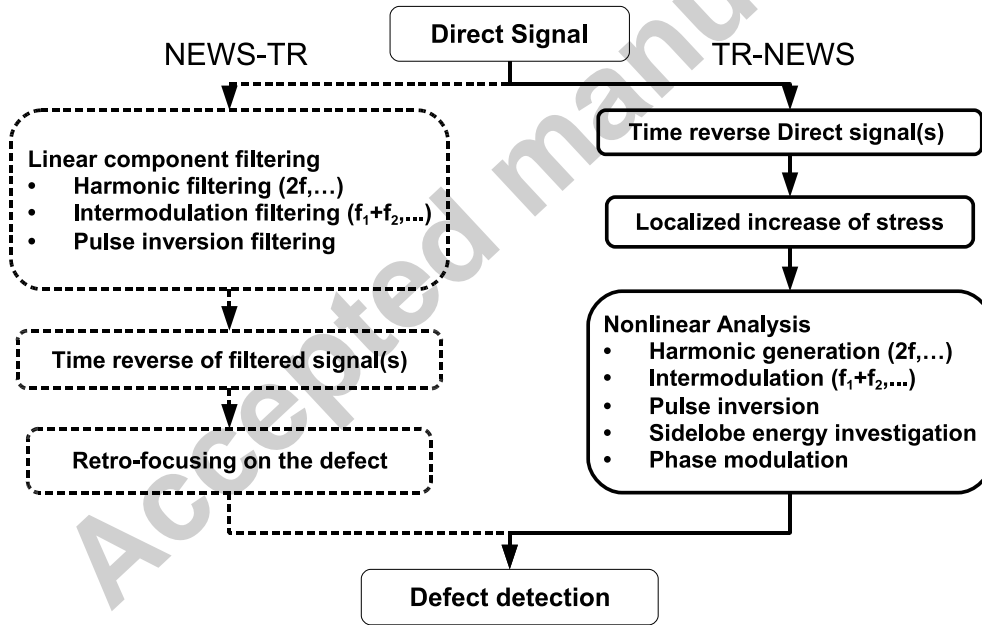 Direct Signal
NEWS-TR
TR-NEWS
Linear component filtering
• Harmonic filtering (2f,...)
• Intermodulation filtering (f₁+f₂,...)
• Pulse inversion filtering
Time reverse of filtered signal(s)
Retro-focusing on the defect
Time reverse Direct signal(s)
Localized increase of stress
Nonlinear Analysis
• Harmonic generation (2f,...)
• Intermodulation (f₁+f₂,...)
• Pulse inversion
• Sidelobe energy investigation
• Phase modulation
Defect detection
Accepted manu